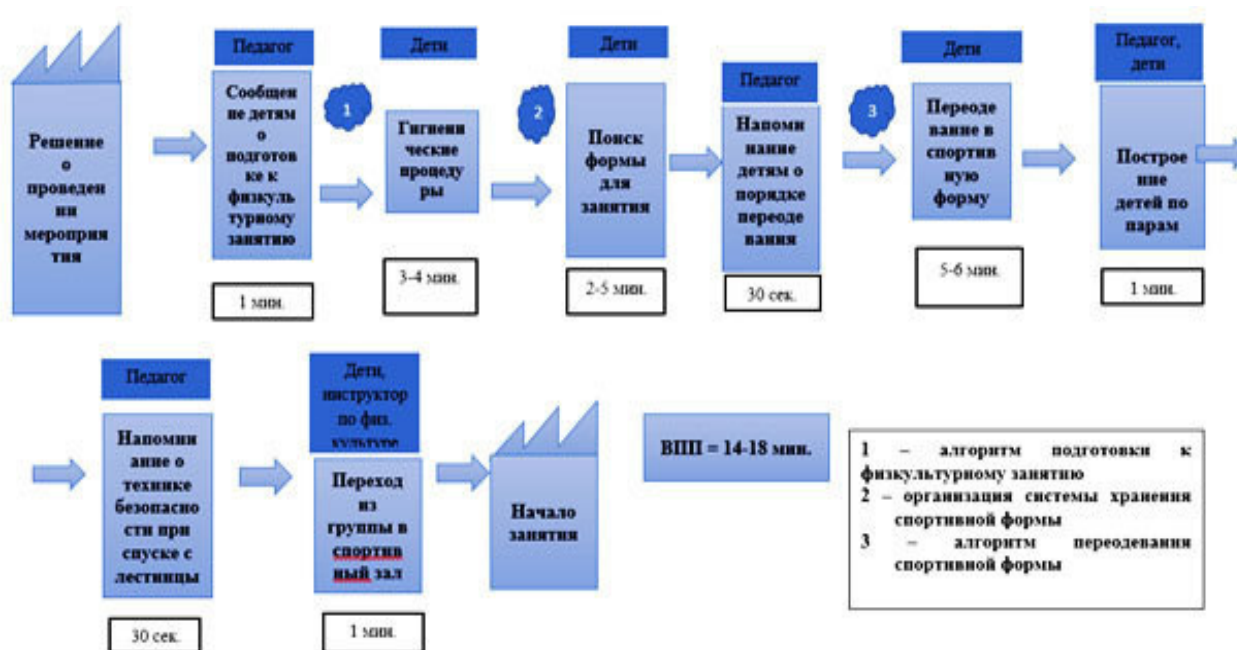 Решение
о
проведен
ии
мероприя
тия
Педагог
Сообщен
ие детям
о
подготов
ке к
физкуль
турному
занятию
1 мин.
1
Дети
Гигиени
ческие
процеду
ры
3-4 мин.
2
Дети
Поиск
формы
для
занятия
2-5 мин.
Педагог
Напоми
нание
детям о
порядке
переоде
вания
30 сек.
3
Дети
Переоде
вание в
спортив
ную
форму
5-6 мин.
Педагог,
дети
Построе
ние
детей по
парам
1 мин.
Педагог
Напомин
ание о
технике
безопасно
сти при
спуске с
лестницы
30 сек.
Дети,
инструктор
по физ.
культуре
Переход
из
группы в
спортив
ный зал
1 мин.
Начало
занятия
ВПП = 14-18 мин.
1 – алгоритм подготовки к
физкультурному занятию
2 – организация системы хранения
спортивной формы
3 – алгоритм переодевания
спортивной формы